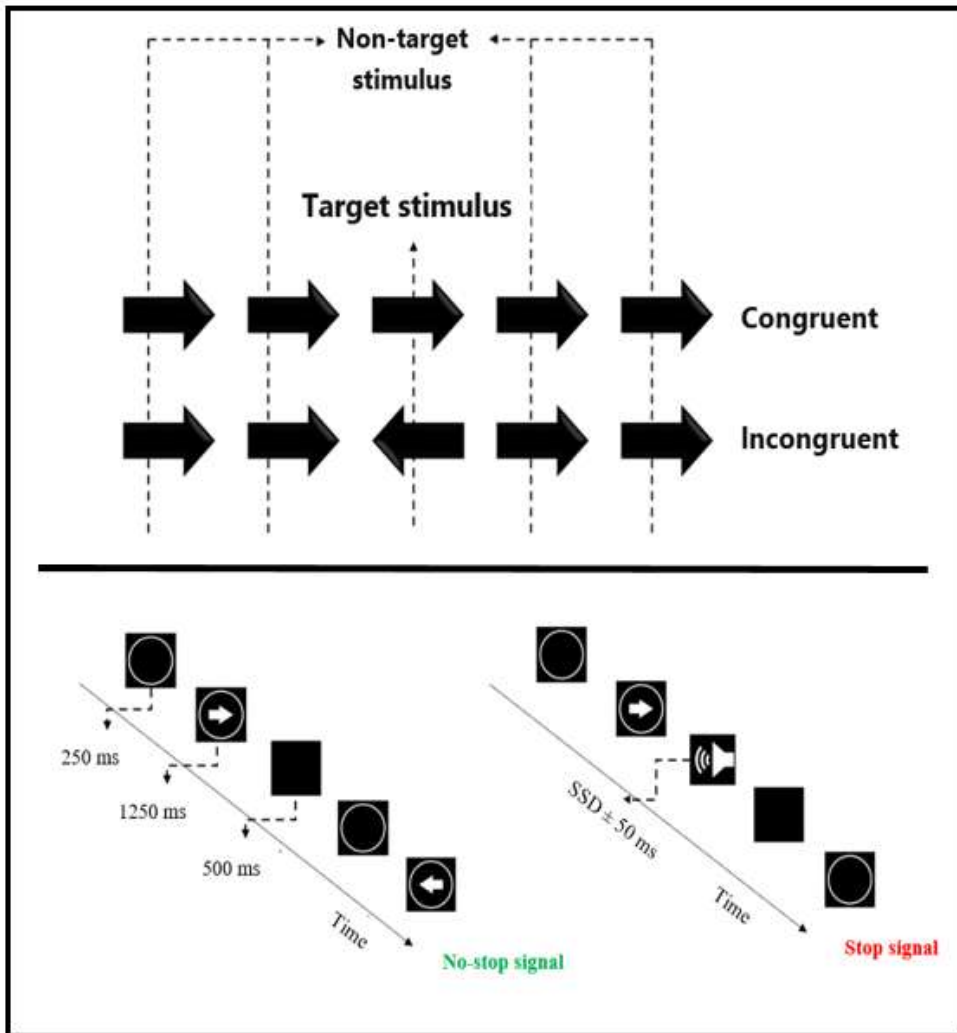 Non-target
stimulus
Target stimulus
Congruent
Incongruent
250 ms
1250 ms
500 ms
Time
No-stop signal
SSD ± 50 ms
Time
Stop signal